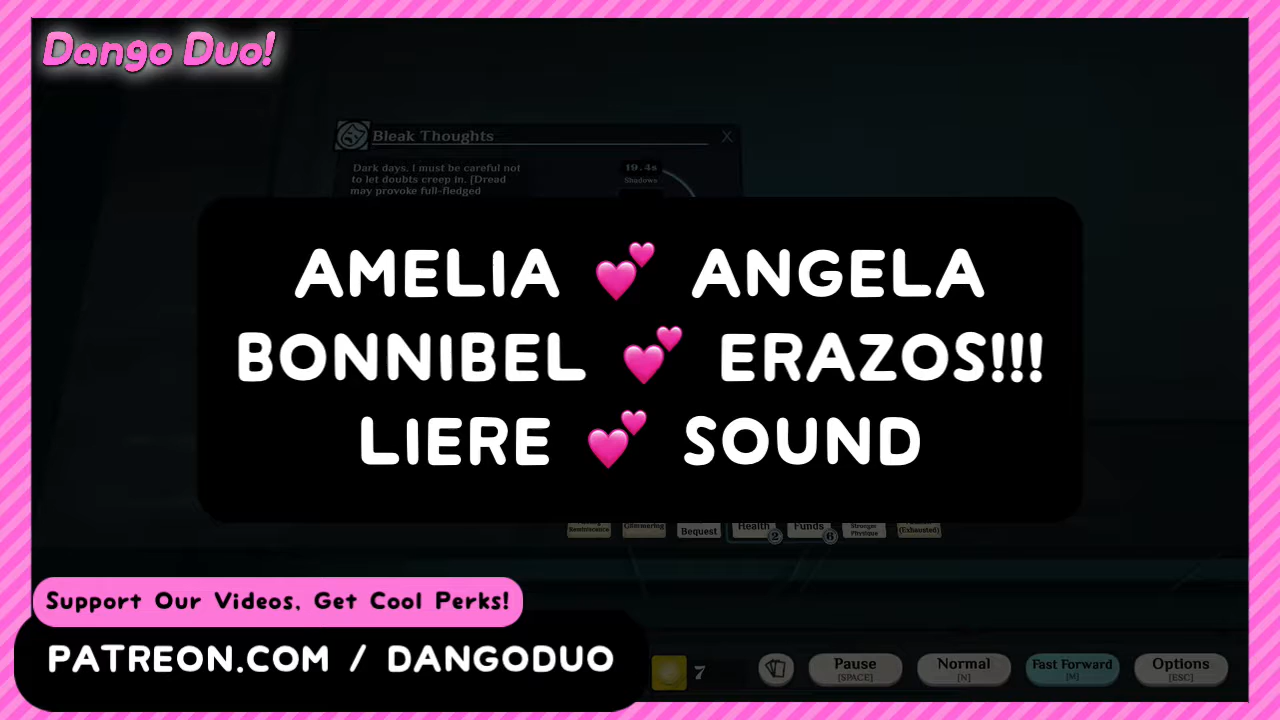 Dango Duo!
Bleak Thoughts X
Dark days. I must be careful not
to let doubts creep in. [Dread
may provoke full-fledged
19.4s
Shadows
AMELIA 💕 ANGELA
BONNIBEL 💕 ERAZOS!!!
LIERE 💕 SOUND
Reminiscence
Glimmering
Bequest
Health
2
Funds
6
Stronger
Physique
(Exhausted)
Support Our Videos, Get Cool Perks!
PATREON.COM / DANGODUO
7
Pause
[SPACE]
Normal
[N]
Fast Forward
[M]
Options
[ESC]